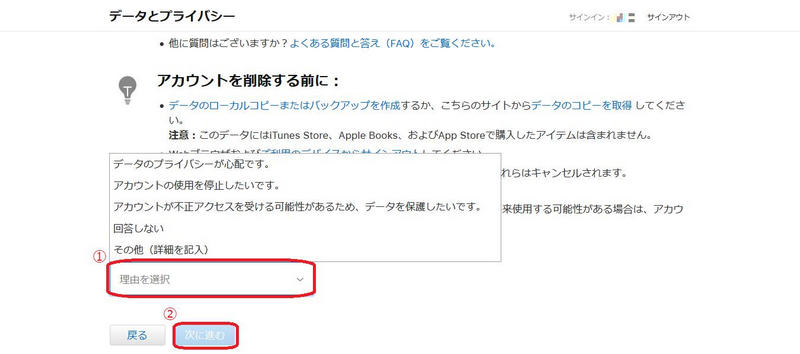 データとプライバシー
サインイン：
サインアウト
• 他に質問はございますか？よくある質問と答え（FAQ）をご覧ください。
アカウントを削除する前に：
• データのローカルコピーまたはバックアップを作成するか、こちらのサイトからデータのコピーを取得 してくださ
い。
注意：このデータにはiTunes Store、Apple Books、およびApp Storeで購入したアイテムは含まれません。
• Webブラウザおよびご利用のデバイスからサインアウトしてください。
データのプライバシーが心配です。
れらはキャンセルされます。
アカウントの使用を停止したいです。
アカウントが不正アクセスを受ける可能性があるため、データを保護したいです。
来使用する可能性がある場合は、アカウ
回答しない
その他（詳細を記入）
①
理由を選択
②
戻る
次に進む